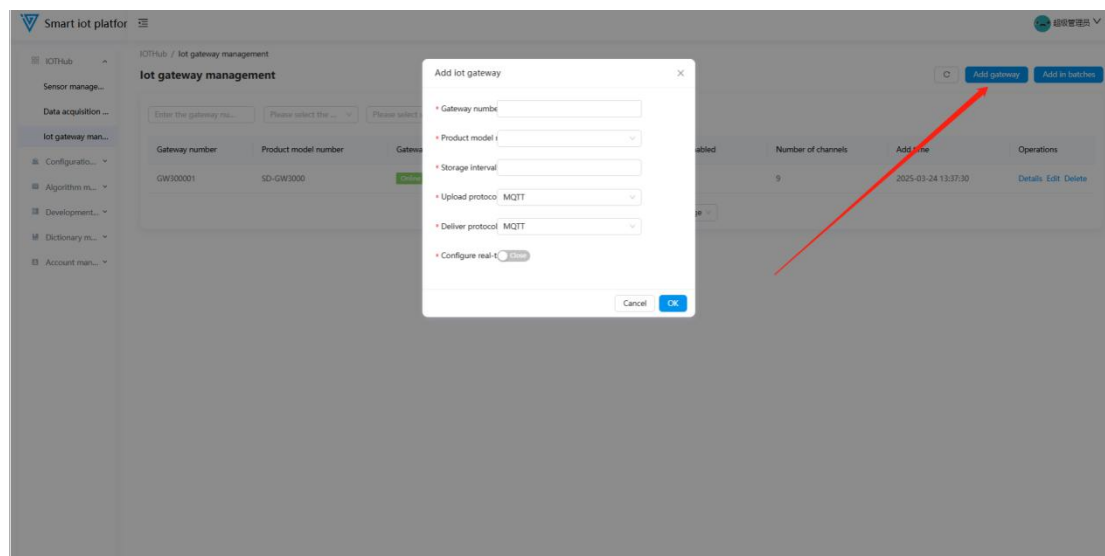 Smart iot platfor
超级管理员
IOTHub
Sensor manage...
Data acquisition ...
Iot gateway man...
Configuratio...
Algorithm m...
Development...
Dictionary m...
Account man...
IOTHub / Iot gateway management
Iot gateway management
Add gateway
Add in batches
Enter the gateway nu...
Please select the ...
Please select
Gateway number
Product model number
Gatewa
abled
Number of channels
Add time
Operations
GW300001
SD-GW3000
Online
9
2025-03-24 13:37:30
Details Edit Delete
ge
Add Iot gateway
* Gateway numbe
* Product model
* Storage interval
* Upload protoco
MQTT
* Deliver protocol
MQTT
* Configure real-t
Close
Cancel
OK